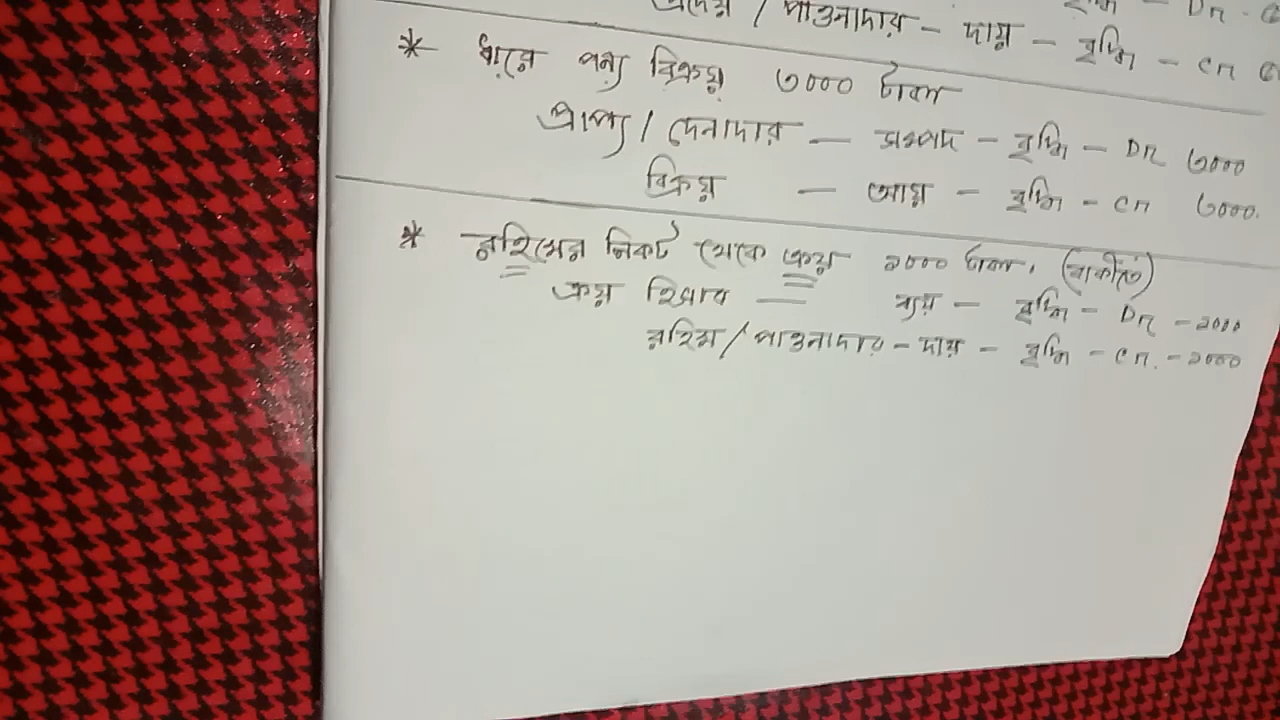 প্রদেয় / পাওনাদার – দায় – বৃদ্ধি – Cr
* ধারে পন্য বিক্রয় ৩০০০ টাকা
প্রাপ্য / দেনাদার — সম্পদ – বৃদ্ধি – Dr ৩০০০
বিক্রয় — আয় – বৃদ্ধি – Cr ৩০০০.
* রহিমের নিকট থেকে ক্রয় ২০০০ টাকা. (বাকীতে)
ক্রয় হিসাব — ব্যয় – বৃদ্ধি – Dr – ২০০০
রহিম / পাওনাদার – দায় – বৃদ্ধি – Cr. – ২০০০